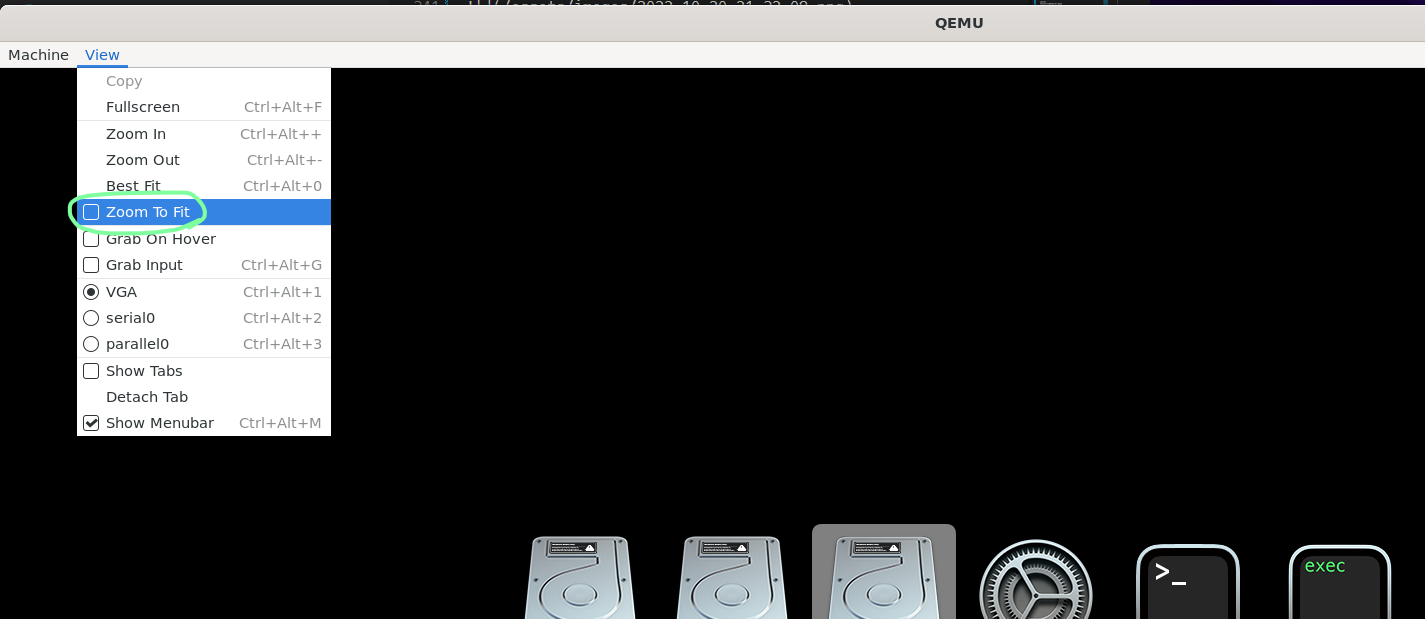 QEMU
Machine View
Copy
Fullscreen Ctrl+Alt+F
Zoom In Ctrl+Alt++
Zoom Out Ctrl+Alt+-
Best Fit Ctrl+Alt+0
Zoom To Fit
Grab On Hover
Grab Input Ctrl+Alt+G
VGA Ctrl+Alt+1
serial0 Ctrl+Alt+2
parallel0 Ctrl+Alt+3
Show Tabs
Detach Tab
Show Menubar Ctrl+Alt+M
>_
exec